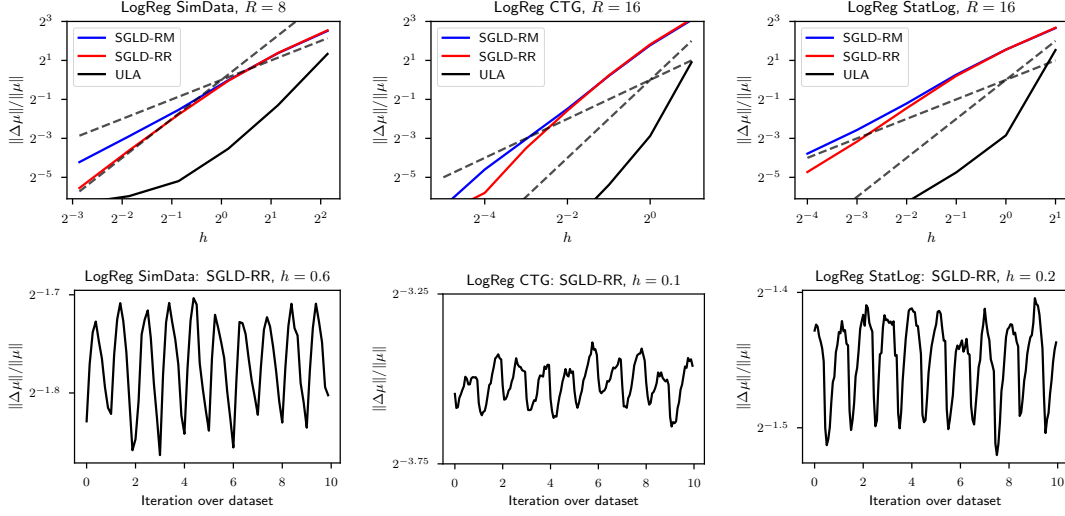 LogReg SimData, R = 8
2^3
2^1
2^{-1}
2^{-3}
2^{-5}
||Δμ||/||μ||
SGLD-RM
SGLD-RR
ULA
2^{-3} 2^{-2} 2^{-1} 2^0 2^1 2^2
h
LogReg CTG, R = 16
2^3
2^1
2^{-1}
2^{-3}
2^{-5}
||Δμ||/||μ||
SGLD-RM
SGLD-RR
ULA
2^{-4} 2^{-2} 2^0
h
LogReg StatLog, R = 16
2^3
2^1
2^{-1}
2^{-3}
2^{-5}
||Δμ||/||μ||
SGLD-RM
SGLD-RR
ULA
2^{-4} 2^{-3} 2^{-2} 2^{-1} 2^0 2^1
h
LogReg SimData: SGLD-RR, h = 0.6
2^{-1.7}
2^{-1.8}
||Δμ||/||μ||
0 2 4 6 8 10
Iteration over dataset
LogReg CTG: SGLD-RR, h = 0.1
2^{-3.25}
2^{-3.75}
||Δμ||/||μ||
0 2 4 6 8 10
Iteration over dataset
LogReg StatLog: SGLD-RR, h = 0.2
2^{-1.4}
2^{-1.5}
||Δμ||/||μ||
0 2 4 6 8 10
Iteration over dataset